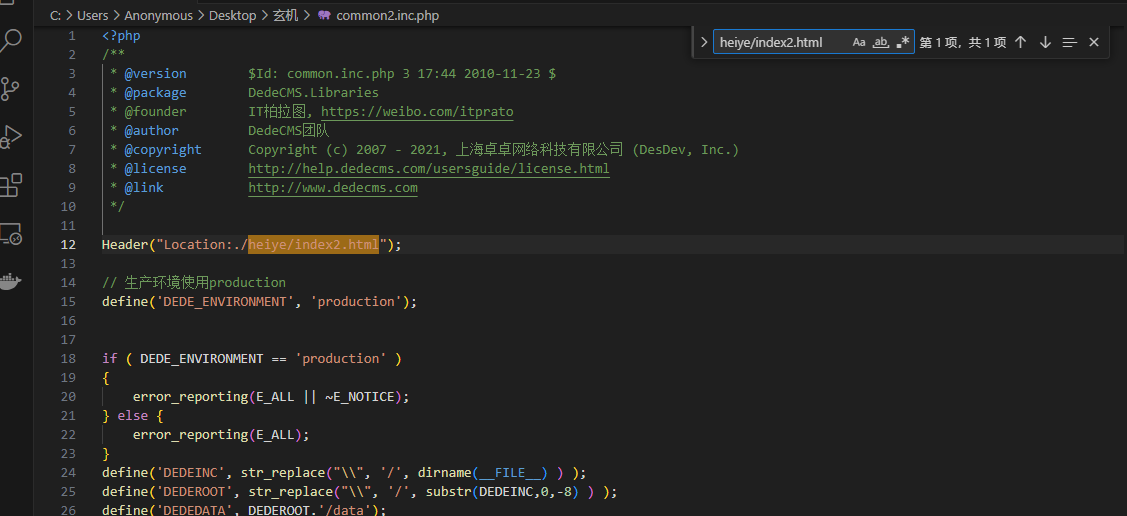 C: > Users > Anonymous > Desktop > 玄机 > common2.inc.php
heiye/index2.html Aa ab .* 第 1 项，共 1 项
1 <?php
2 /**
3 * @version $Id: common.inc.php 3 17:44 2010-11-23 $
4 * @package DedeCMS.Libraries
5 * @founder IT柏拉图, https://weibo.com/itprato
6 * @author DedeCMS团队
7 * @copyright Copyright (c) 2007 - 2021, 上海卓卓网络科技有限公司 (DesDev, Inc.)
8 * @license http://help.dedecms.com/usersguide/license.html
9 * @link http://www.dedecms.com
10 */
11
12 Header("Location:./heiye/index2.html");
13
14 // 生产环境使用production
15 define('DEDE_ENVIRONMENT', 'production');
16
17
18 if ( DEDE_ENVIRONMENT == 'production' )
19 {
20 error_reporting(E_ALL || ~E_NOTICE);
21 } else {
22 error_reporting(E_ALL);
23 }
24 define('DEDEINC', str_replace("\\", '/', dirname(__FILE__) ) );
25 define('DEDEROOT', str_replace("\\", '/', substr(DEDEINC,0,-8) ) );
26 define('DEDEDATA', DEDEROOT.'/data');